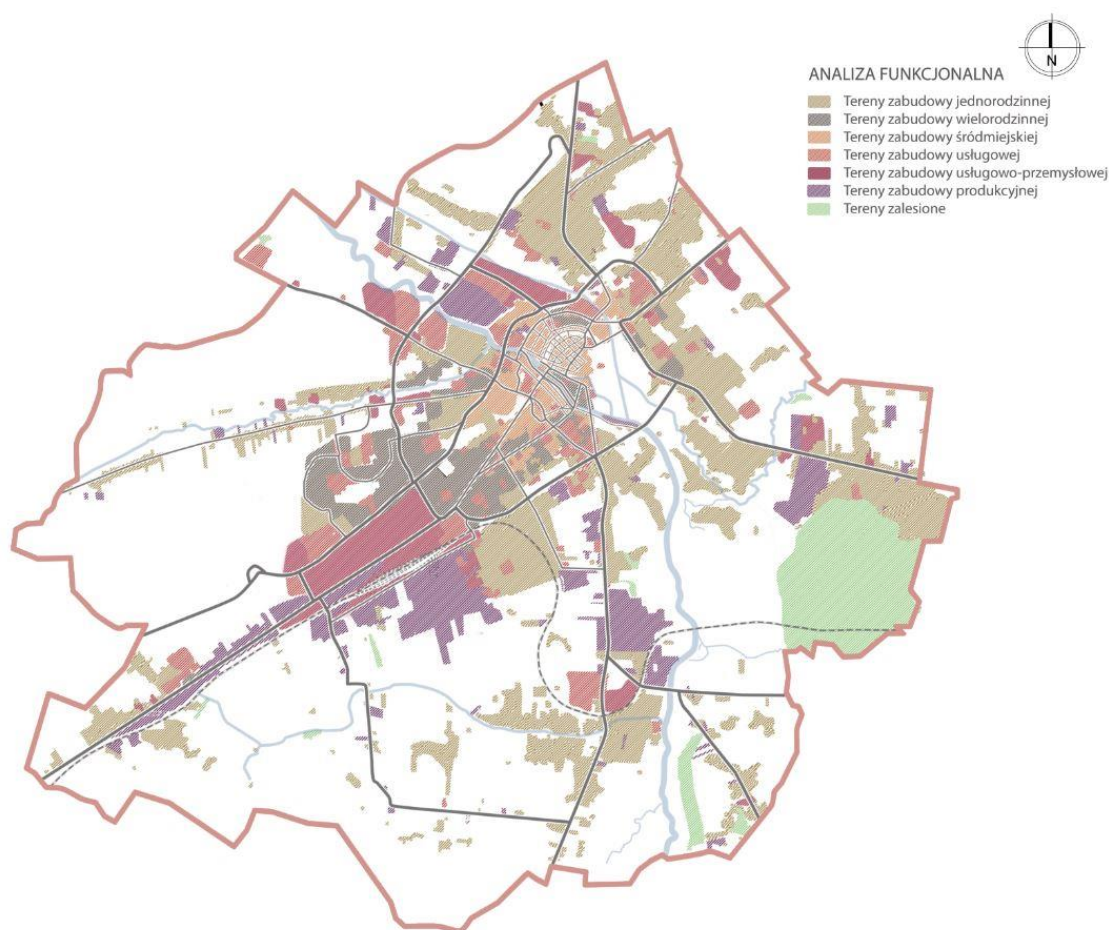 N
ANALIZA FUNKCJONALNA
Tereny zabudowy jednorodzinnej
Tereny zabudowy wielorodzinnej
Tereny zabudowy śródmiejskiej
Tereny zabudowy usługowej
Tereny zabudowy usługowo-przemysłowej
Tereny zabudowy produkcyjnej
Tereny zalesione